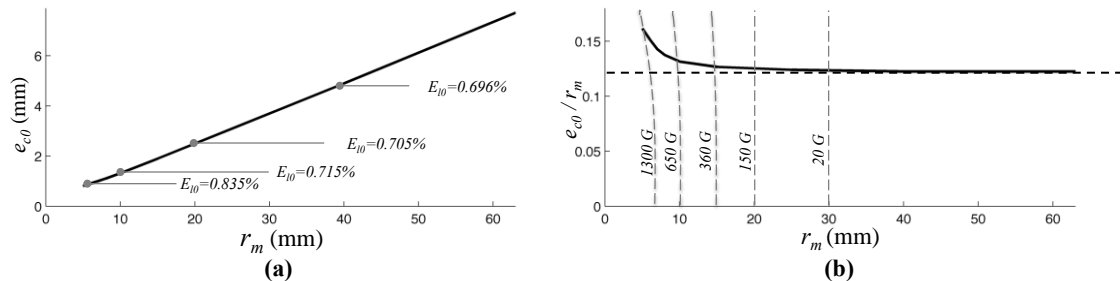 6
4
2
0
e_c0 (mm)
E_l0=0.696%
E_l0=0.705%
E_l0=0.715%
E_l0=0.835%
0 10 20 30 40 50 60
r_m (mm)
(a)
0.15
0.1
0.05
0
e_c0 / r_m
1300 G
650 G
360 G
150 G
20 G
0 10 20 30 40 50 60
r_m (mm)
(b)